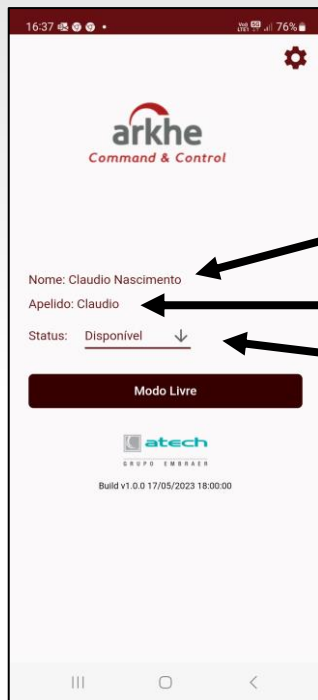 16:37
76%
arkhe
Command & Control
Nome: Claudio Nascimento
Apelido: Claudio
Status: Disponível
Modo Livre
atech
GRUPO EMBRAER
Build v1.0.0 17/05/2023 18:00:00